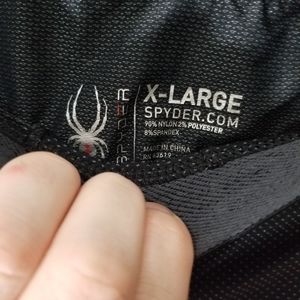 SPYDER
X-LARGE
SPYDER.COM
90% NYLON 2% POLYESTER
8% SPANDEX
MADE IN CHINA